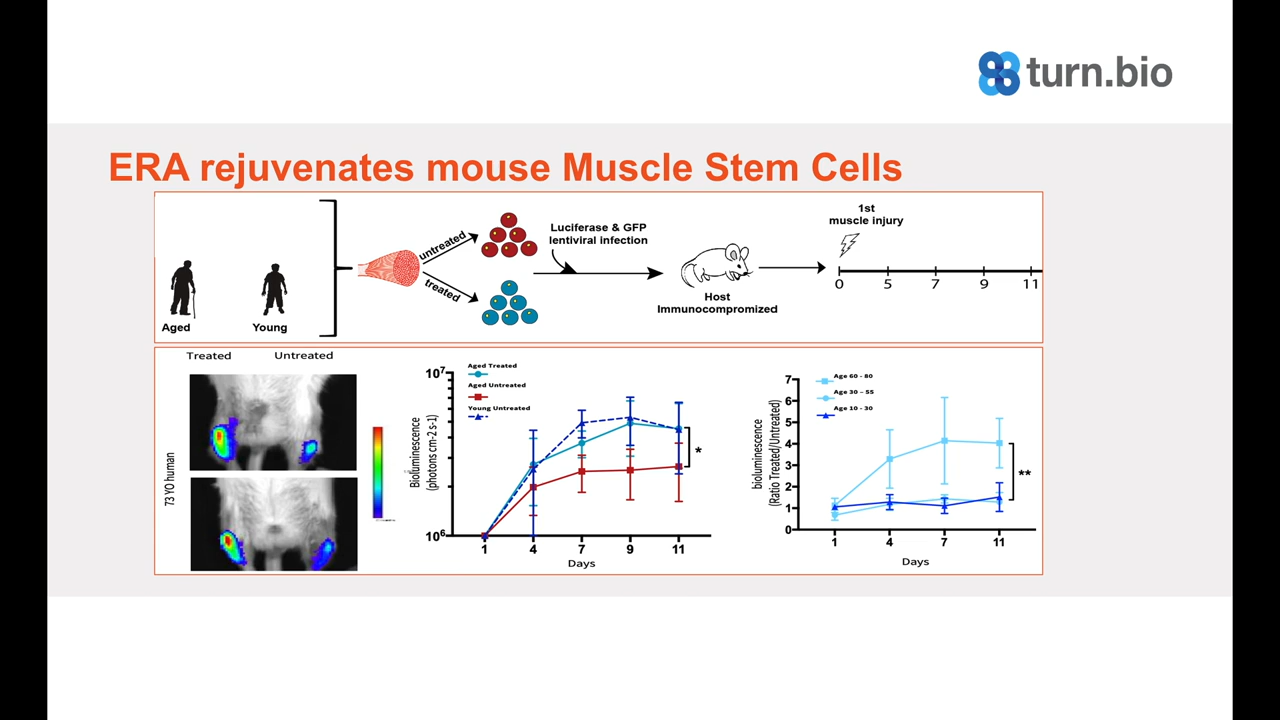 turn.bio
ERA rejuvenates mouse Muscle Stem Cells
Aged
Young
untreated
treated
Luciferase & GFP
lentiviral infection
Host
Immunocompromized
1st
muscle injury
0 5 7 9 11
Treated Untreated
73 YO human
Bioluminescence
(photons cm-2 s-1)
10⁷
10⁶
Aged Treated
Aged Untreated
Young Untreated
*
1 4 7 9 11
Days
bioluminescence
(Ratio Treated/Untreated)
7
6
5
4
3
2
1
0
Age 60 - 80
Age 30 - 55
Age 10 - 30
**
1 4 7 11
Days